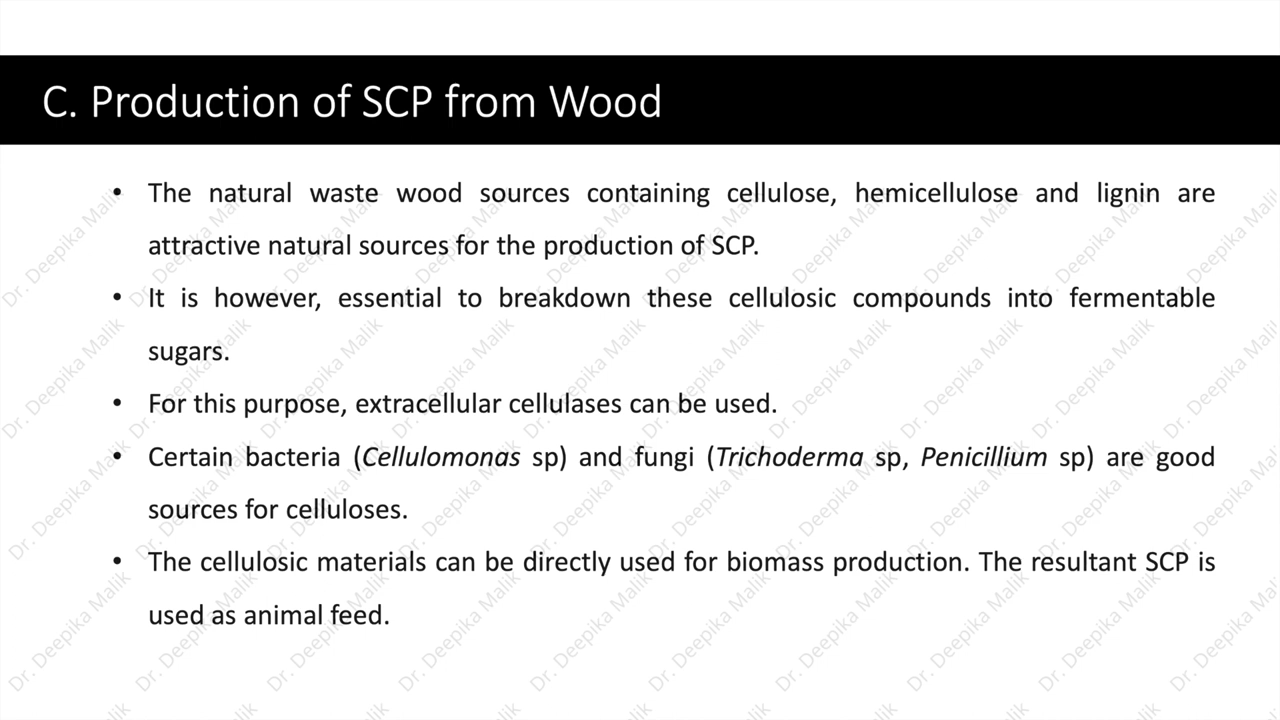 C. Production of SCP from Wood
• The natural waste wood sources containing cellulose, hemicellulose and lignin are
attractive natural sources for the production of SCP.
• It is however, essential to breakdown these cellulosic compounds into fermentable
sugars.
• For this purpose, extracellular cellulases can be used.
• Certain bacteria (Cellulomonas sp) and fungi (Trichoderma sp, Penicillium sp) are good
sources for celluloses.
• The cellulosic materials can be directly used for biomass production. The resultant SCP is
used as animal feed.
Dr. Deepika Malik